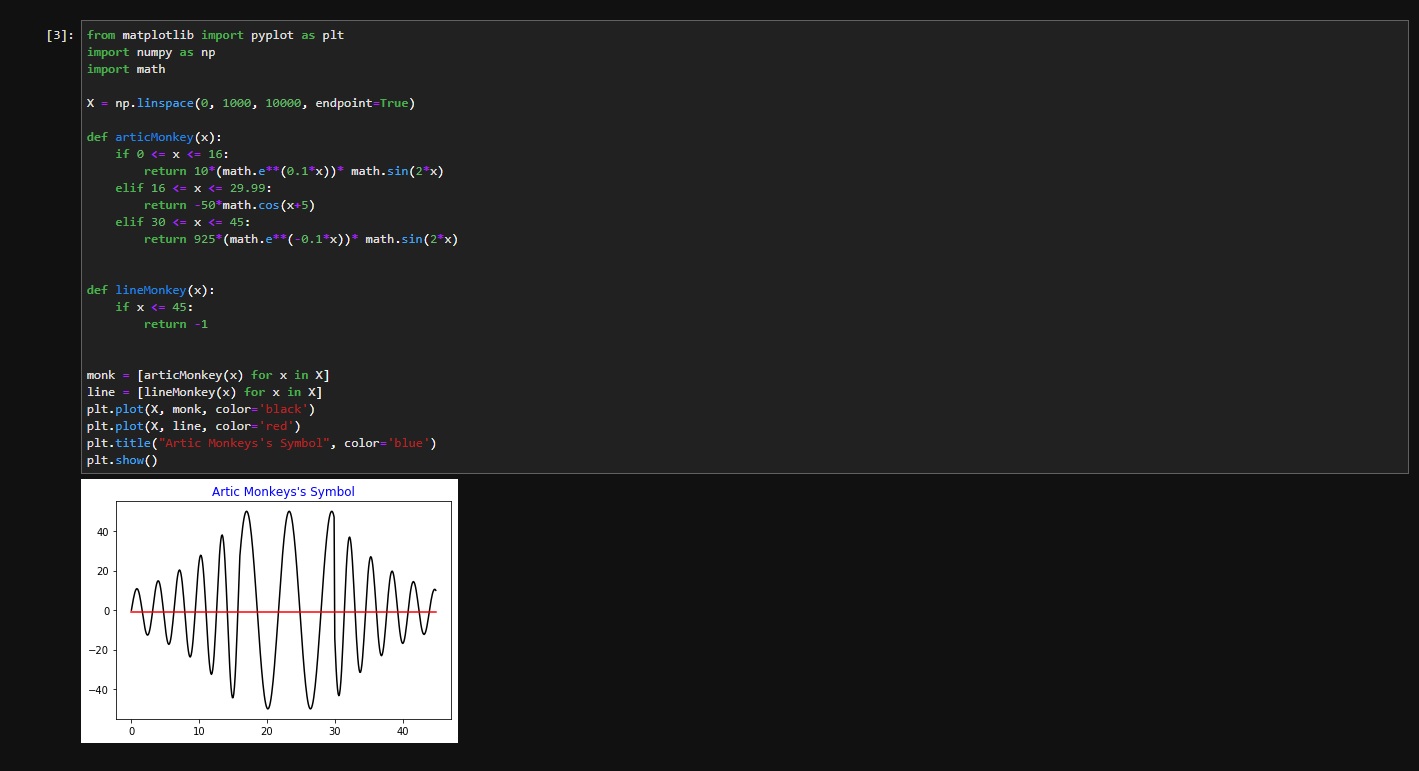 [3]:
from matplotlib import pyplot as plt
import numpy as np
import math
X = np.linspace(0, 1000, 10000, endpoint=True)
def articMonkey(x):
    if 0 <= x <= 16:
        return 10*(math.e**(0.1*x))* math.sin(2*x)
    elif 16 <= x <= 29.99:
        return -50*math.cos(x+5)
    elif 30 <= x <= 45:
        return 925*(math.e**(-0.1*x))* math.sin(2*x)
def lineMonkey(x):
    if x <= 45:
        return -1
monk = [articMonkey(x) for x in X]
line = [lineMonkey(x) for x in X]
plt.plot(X, monk, color='black')
plt.plot(X, line, color='red')
plt.title("Artic Monkeys's Symbol", color='blue')
plt.show()
Artic Monkeys's Symbol
40
20
0
−20
−40
0 10 20 30 40